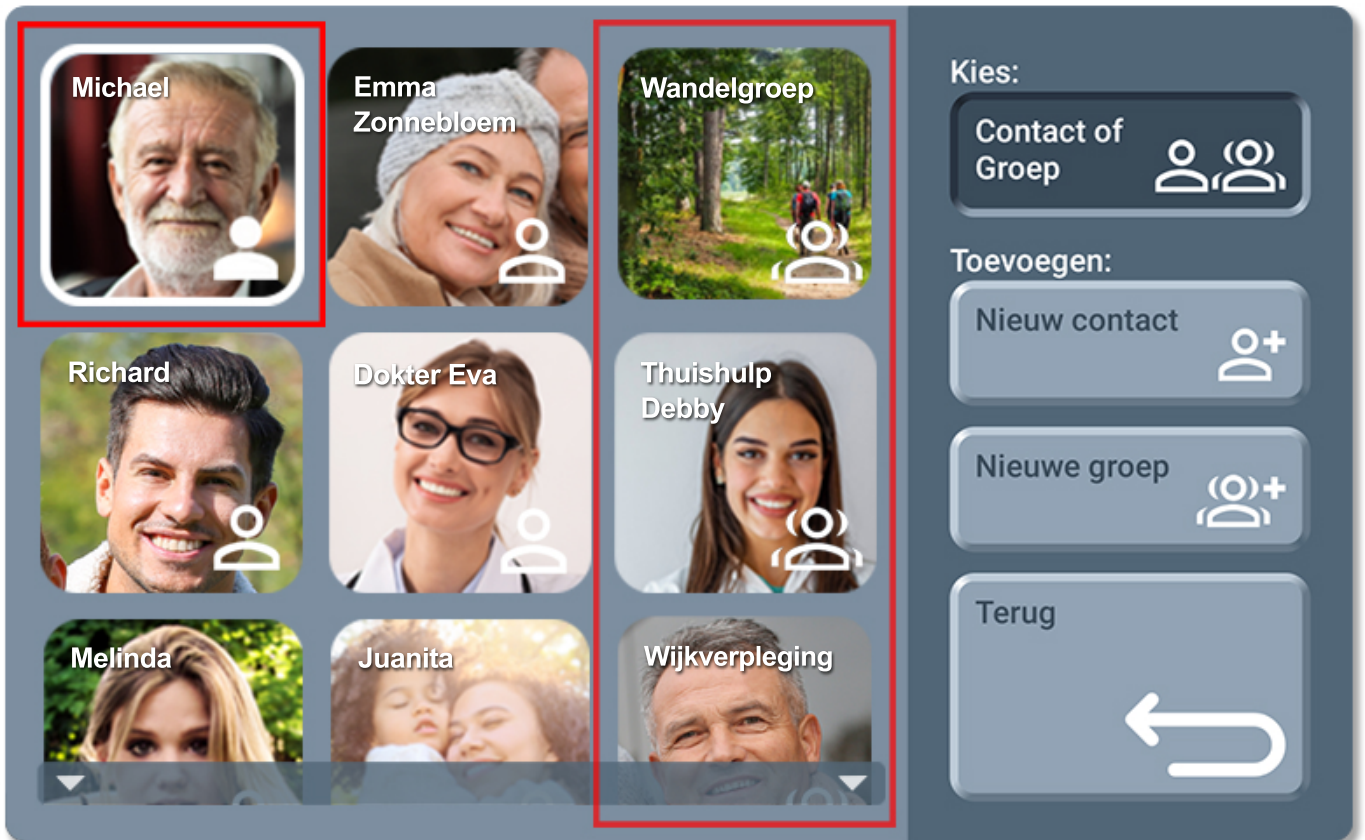 Michael
Emma
Zonnebloem
Wandelgroep
Richard
Dokter Eva
Thuishulp
Debby
Melinda
Juanita
Wijkverpleging
Kies:
Contact of
Groep
Toevoegen:
Nieuw contact
Nieuwe groep
Terug